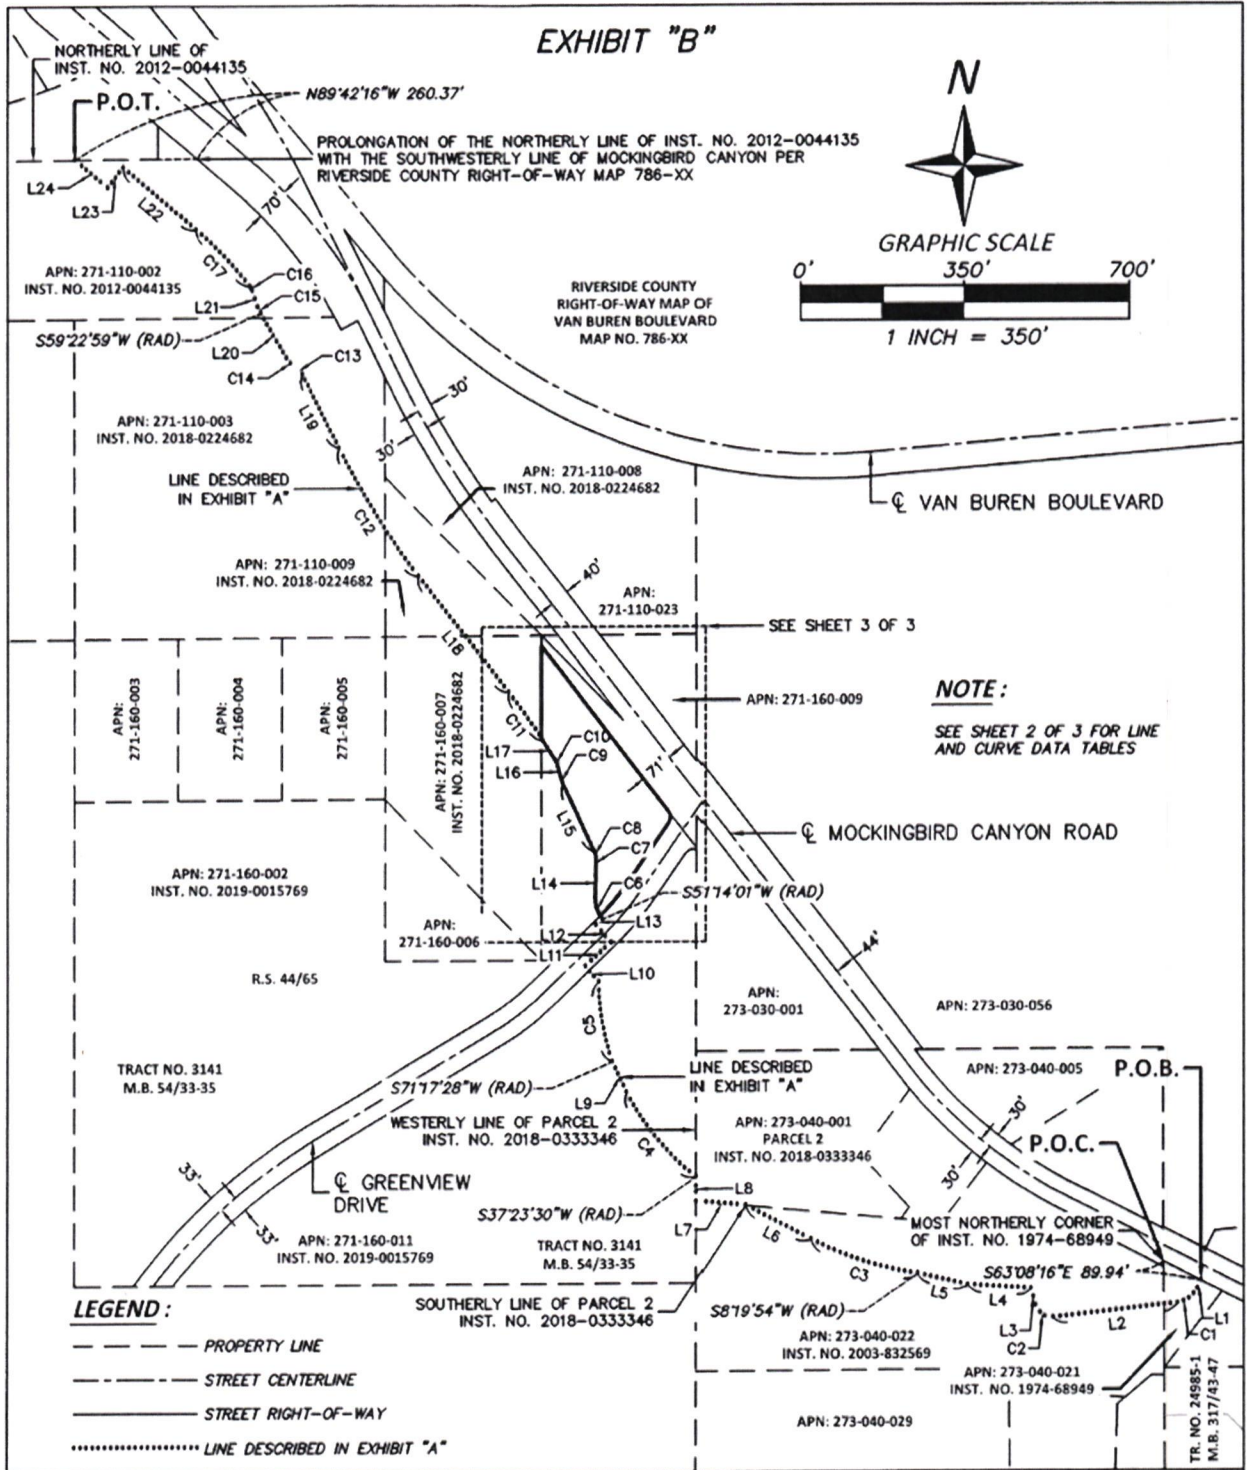 EXHIBIT "B"
NORTHERLY LINE OF
INST. NO. 2012-0044135
P.O.T.
N89°42'16"W 260.37'
PROLONGATION OF THE NORTHERLY LINE OF INST. NO. 2012-0044135
WITH THE SOUTHWESTERLY LINE OF MOCKINGBIRD CANYON PER
RIVERSIDE COUNTY RIGHT-OF-WAY MAP 786-XX
N
GRAPHIC SCALE
0' 350' 700'
1 INCH = 350'
L24
L23
L22
70'
C17
APN: 271-110-002
INST. NO. 2012-0044135
C16
L21
C15
S59°22'59"W (RAD)
L20
C13
C14
RIVERSIDE COUNTY
RIGHT-OF-WAY MAP OF
VAN BUREN BOULEVARD
MAP NO. 786-XX
30'
30'
APN: 271-110-003
INST. NO. 2018-0224682
L19
LINE DESCRIBED
IN EXHIBIT "A"
C12
APN: 271-110-008
INST. NO. 2018-0224682
℄ VAN BUREN BOULEVARD
APN: 271-110-009
INST. NO. 2018-0224682
40'
APN:
271-110-023
SEE SHEET 3 OF 3
L18
APN:
271-160-003
APN:
271-160-004
APN:
271-160-005
APN: 271-160-007
INST. NO. 2018-0224682
APN: 271-160-009
NOTE:
SEE SHEET 2 OF 3 FOR LINE
AND CURVE DATA TABLES
C11
L17
C10
L16
C9
71'
L15
C8
C7
℄ MOCKINGBIRD CANYON ROAD
APN: 271-160-002
INST. NO. 2019-0015769
L14
C6
S51°14'01"W (RAD)
L13
L12
APN:
271-160-006
L11
L10
44'
R.S. 44/65
APN:
273-030-001
APN: 273-030-056
C5
TRACT NO. 3141
M.B. 54/33-35
S71°17'28"W (RAD)
LINE DESCRIBED
IN EXHIBIT "A"
APN: 273-040-005
P.O.B.
L9
WESTERLY LINE OF PARCEL 2
INST. NO. 2018-0333346
APN: 273-040-001
PARCEL 2
INST. NO. 2018-0333346
30'
30'
P.O.C.
C4
33'
33'
℄ GREENVIEW
DRIVE
L8
S37°23'30"W (RAD)
L7
L6
MOST NORTHERLY CORNER
OF INST. NO. 1974-68949
APN: 271-160-011
INST. NO. 2019-0015769
TRACT NO. 3141
M.B. 54/33-35
C3
S63°08'16"E 89.94'
L5
L4
LEGEND:
SOUTHERLY LINE OF PARCEL 2
INST. NO. 2018-0333346
S8°19'54"W (RAD)
L3
C2
L2
L1
C1
PROPERTY LINE
APN: 273-040-022
INST. NO. 2003-832569
STREET CENTERLINE
APN: 273-040-021
INST. NO. 1974-68949
STREET RIGHT-OF-WAY
APN: 273-040-029
TR. NO. 24985-1
M.B. 317/43-47
LINE DESCRIBED IN EXHIBIT "A"